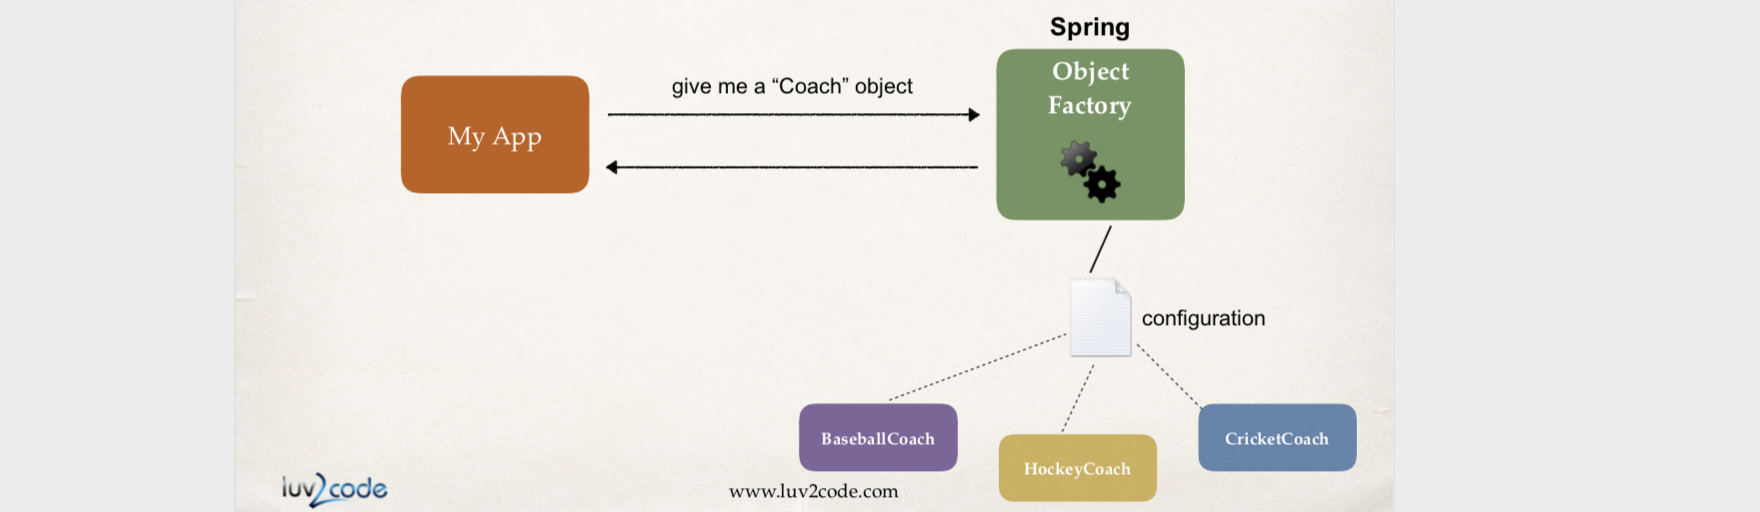 Spring
Object
Factory
give me a “Coach” object
My App
configuration
BaseballCoach
HockeyCoach
CricketCoach
luv2code
www.luv2code.com